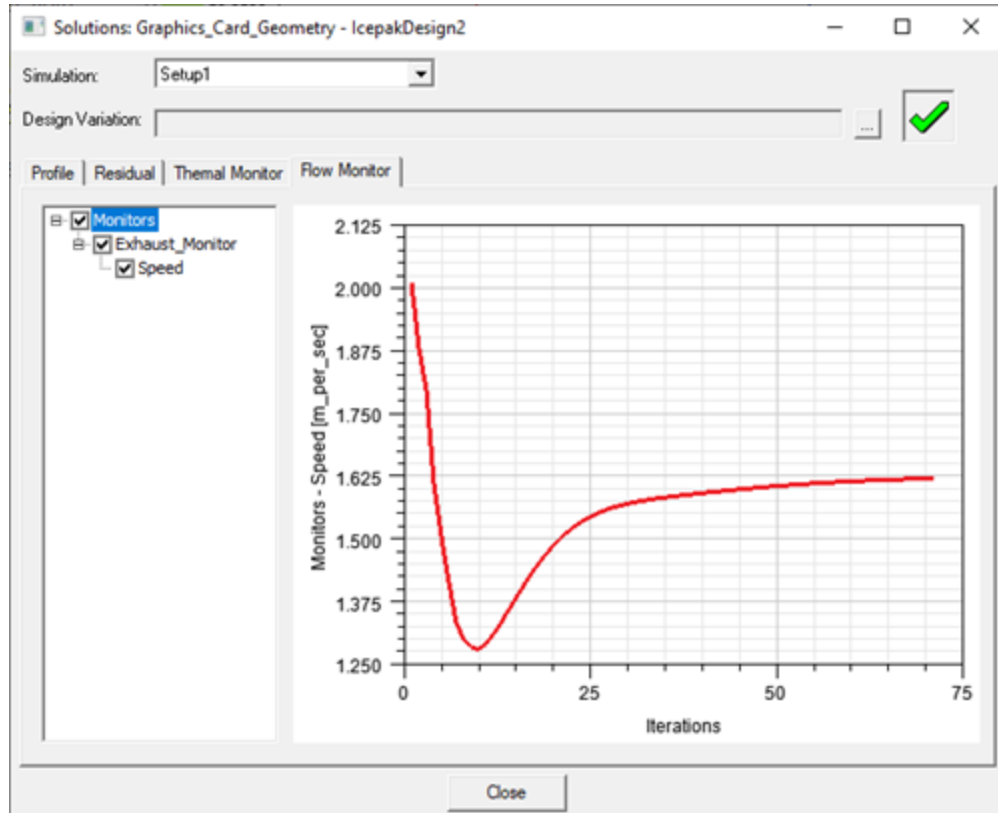 Solutions: Graphics_Card_Geometry - IcepakDesign2
Simulation: Setup1
Design Variation: ...
Profile Residual Themal Monitor Flow Monitor
Monitors
Exhaust_Monitor
Speed
Monitors - Speed [m_per_sec]
2.125
2.000
1.875
1.750
1.625
1.500
1.375
1.250
0 25 50 75
Iterations
Close